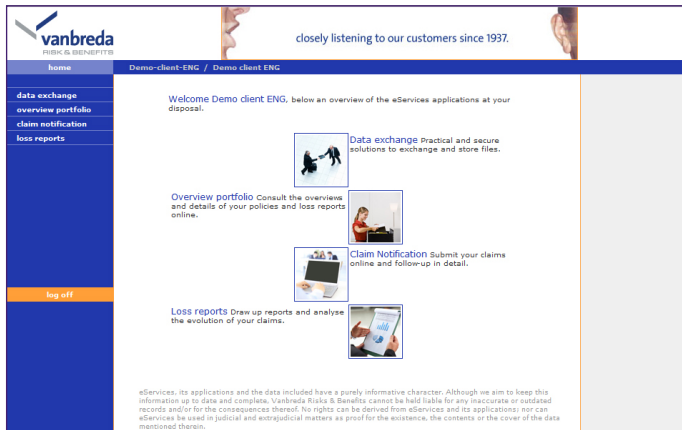 vanbreda
RISK & BENEFITS
closely listening to our customers since 1937.
home
Demo-client-ENG / Demo client ENG
data exchange
overview portfolio
claim notification
loss reports
log off
Welcome Demo client ENG, below an overview of the eServices applications at your
disposal.
Data exchange Practical and secure
solutions to exchange and store files.
Overview portfolio Consult the overviews
and details of your policies and loss reports
online.
Claim Notification Submit your claims
online and follow-up in detail.
Loss reports Draw up reports and analyse
the evolution of your claims.
eServices, its applications and the data included have a purely informative character. Although we aim to keep this
information up to date and complete, Vanbreda Risks & Benefits cannot be held liable for any inaccurate or outdated
records and/or for the consequences thereof. No rights can be derived from eServices and its applications; nor can
eServices be used in judicial and extrajudicial matters as proof for the existence, the contents or the cover of the data
mentioned therein.